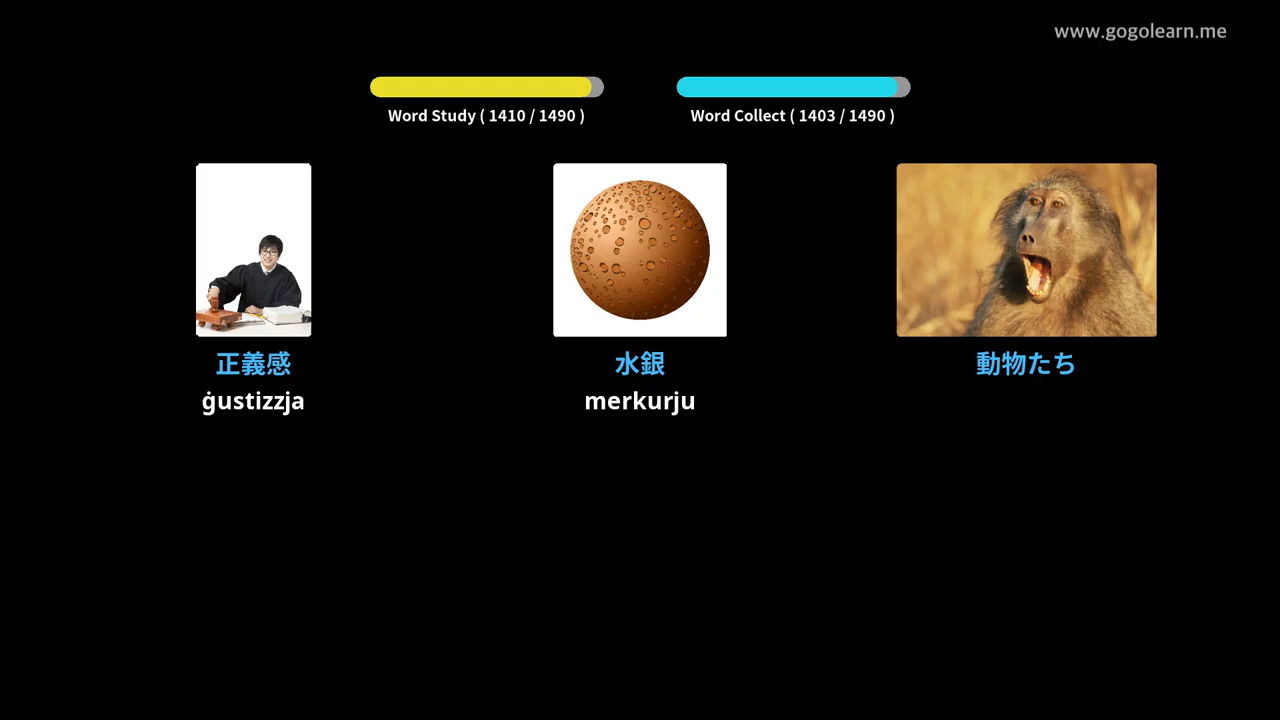 www.gogolearn.me
Word Study ( 1410 / 1490 )
Word Collect ( 1403 / 1490 )
正義感
水銀
動物たち
ġustizzja
merkurju